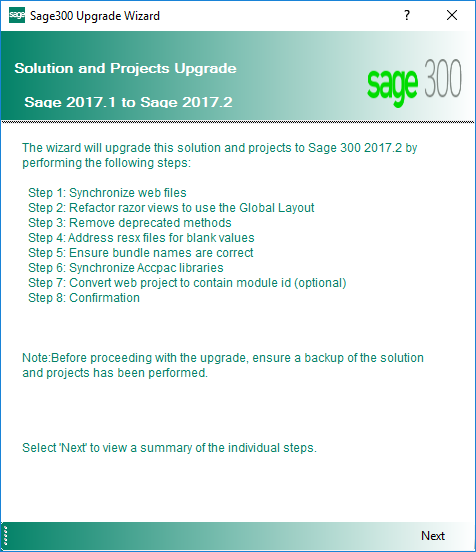 sage Sage300 Upgrade Wizard ?
Solution and Projects Upgrade
Sage 2017.1 to Sage 2017.2
sage 300
The wizard will upgrade this solution and projects to Sage 300 2017.2 by
performing the following steps:
Step 1: Synchronize web files
Step 2: Refactor razor views to use the Global Layout
Step 3: Remove deprecated methods
Step 4: Address resx files for blank values
Step 5: Ensure bundle names are correct
Step 6: Synchronize Accpac libraries
Step 7: Convert web project to contain module id (optional)
Step 8: Confirmation
Note:Before proceeding with the upgrade, ensure a backup of the solution
and projects has been performed.
Select 'Next' to view a summary of the individual steps.
Next